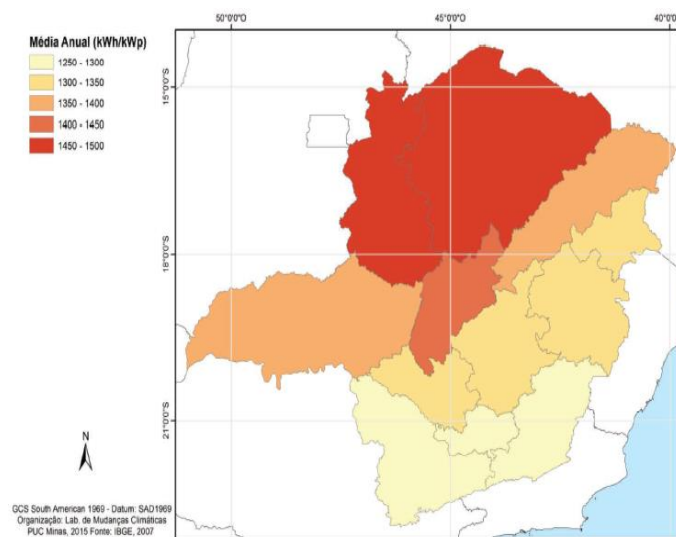 50°0'0"O 45°0'0"O 40°0'0"O
Média Anual (kWh/kWp)
1250 - 1300
1300 - 1350
1350 - 1400
1400 - 1450
1450 - 1500
15°0'0"S
18°0'0"S
21°0'0"S
N
GCS South American 1969 - Datum: SAD1969
Organização: Lab. de Mudanças Climáticas
PUC Minas, 2015 Fonte: IBGE, 2007